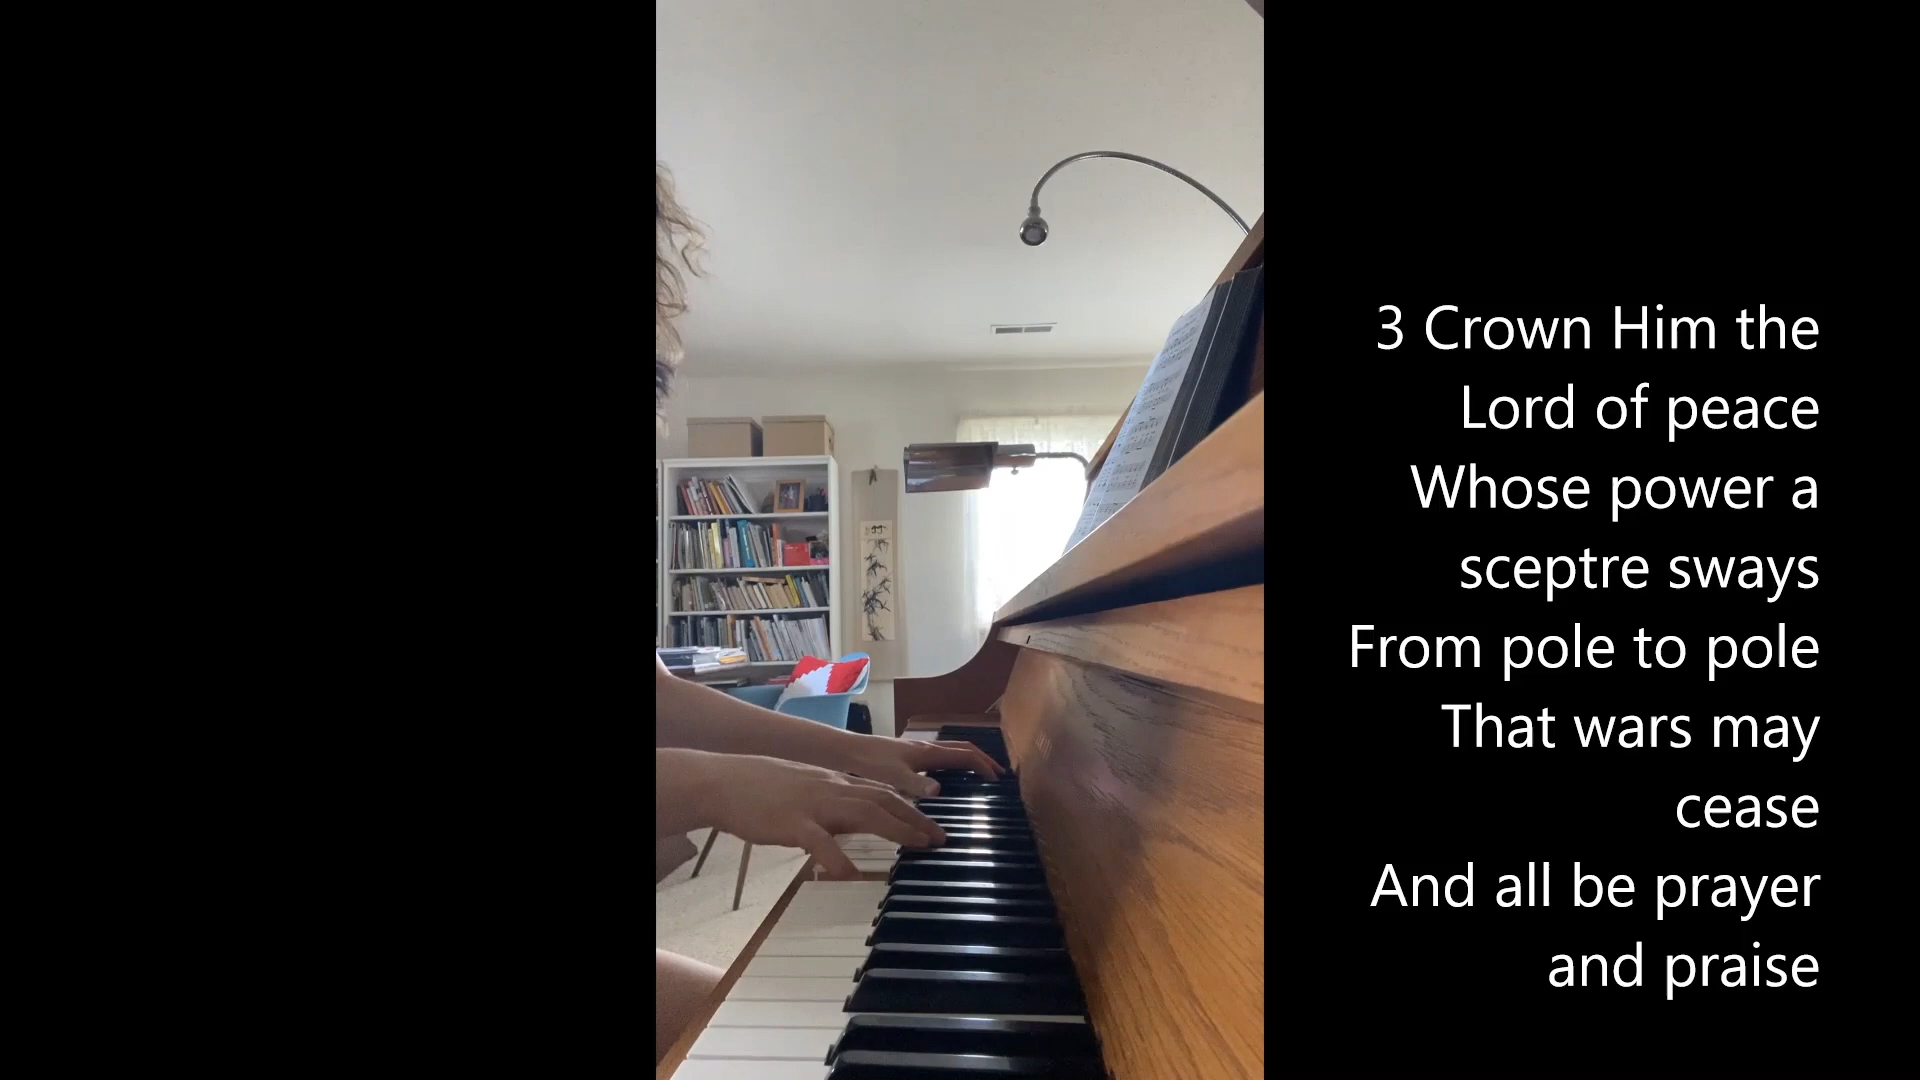 3 Crown Him the
Lord of peace
Whose power a
sceptre sways
From pole to pole
That wars may
cease
And all be prayer
and praise